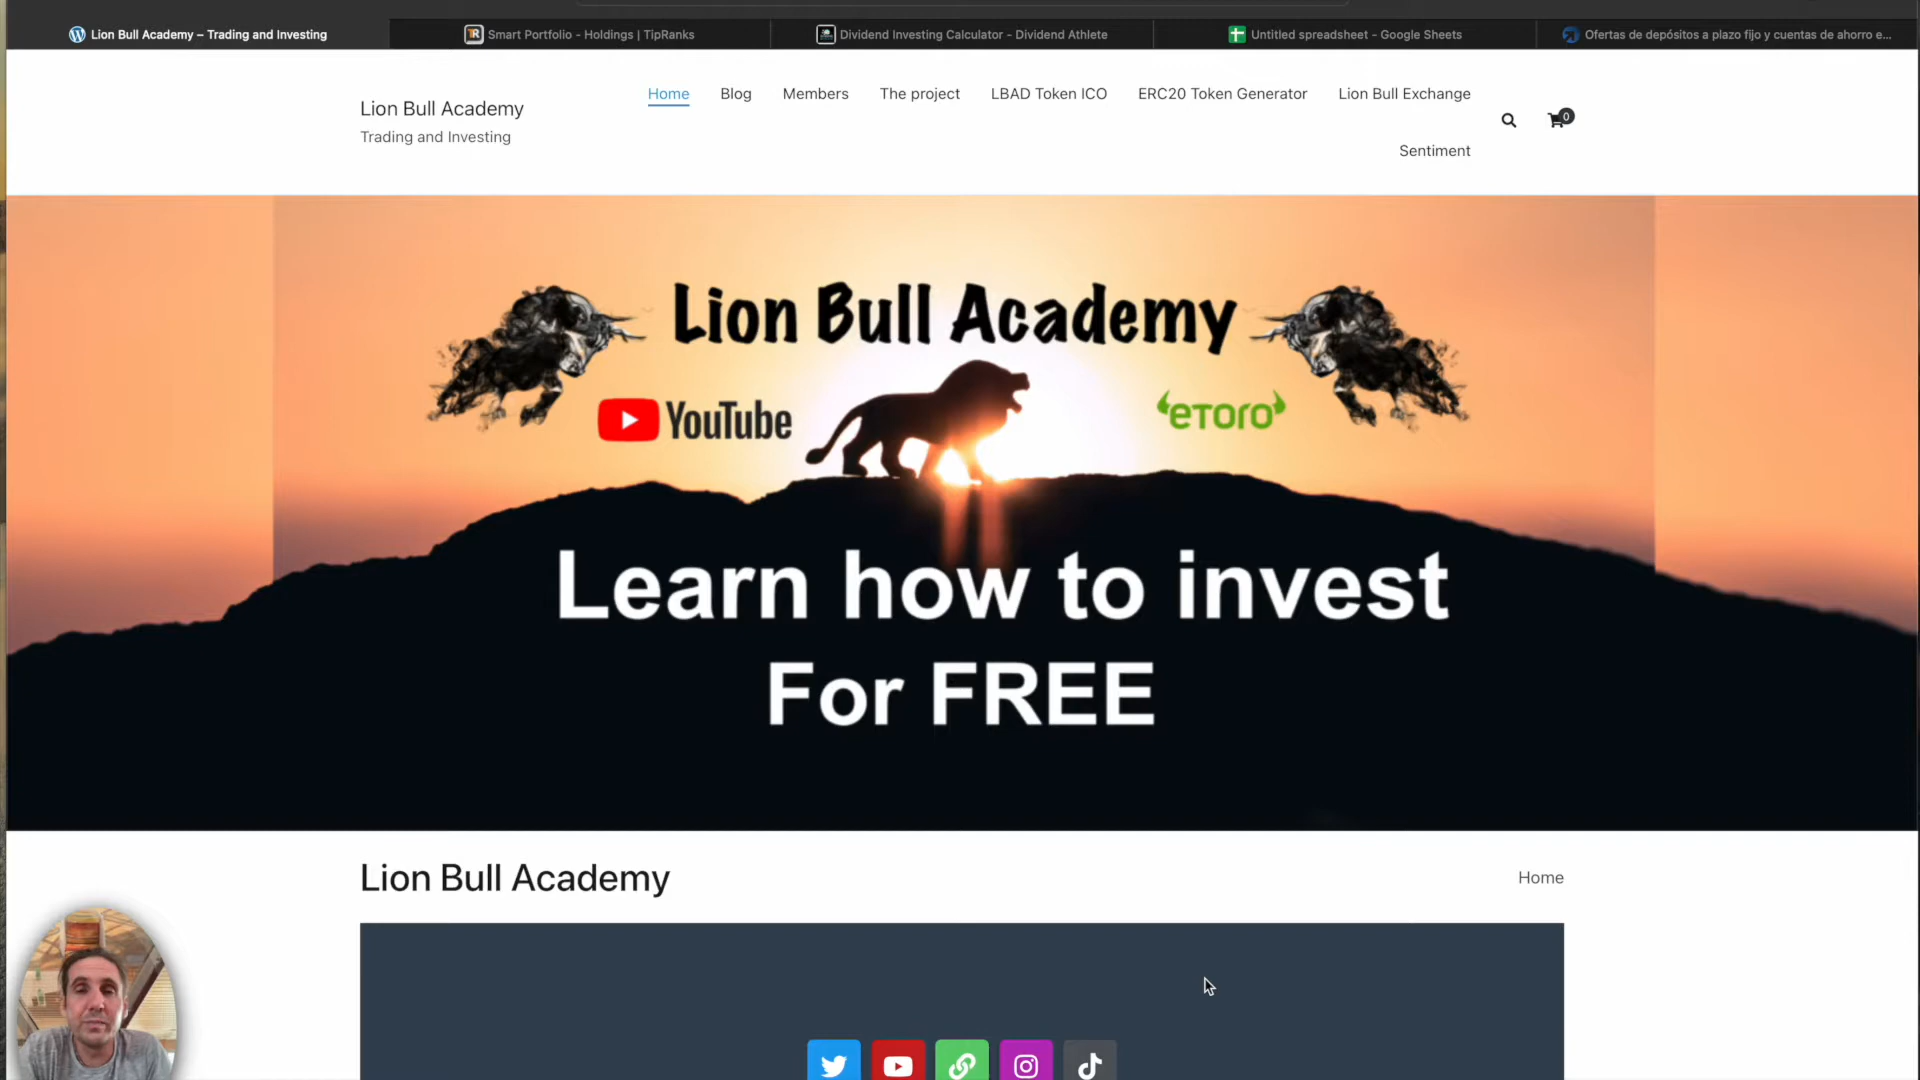 Lion Bull Academy – Trading and Investing
Smart Portfolio - Holdings | TipRanks
Dividend Investing Calculator - Dividend Athlete
Untitled spreadsheet - Google Sheets
Ofertas de depósitos a plazo fijo y cuentas de ahorro e...
Lion Bull Academy
Trading and Investing
Home
Blog
Members
The project
LBAD Token ICO
ERC20 Token Generator
Lion Bull Exchange
Sentiment
0
Lion Bull Academy
YouTube
eTORO
Learn how to invest
For FREE
Lion Bull Academy
Home